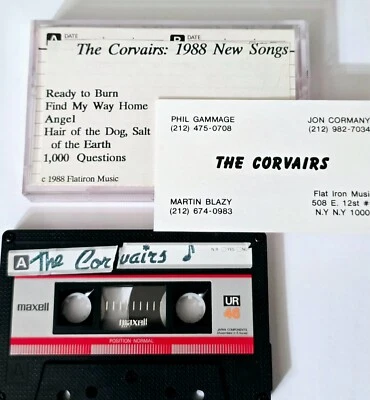 A DATE B DATE
The Corvairs: 1988 New Songs
Ready to Burn
Find My Way Home
Angel
Hair of the Dog, Salt
of the Earth
1,000 Questions
c 1988 Flatiron Music
PHIL GAMMAGE
(212) 475-0708
JON CORMANY
(212) 982-7034
THE CORVAIRS
MARTIN BLAZY
(212) 674-0983
Flat Iron Music
508 E. 12st #
N.Y N.Y 1000
A The Corvairs ♪
maxell
UR
46
maxell
POSITION NORMAL